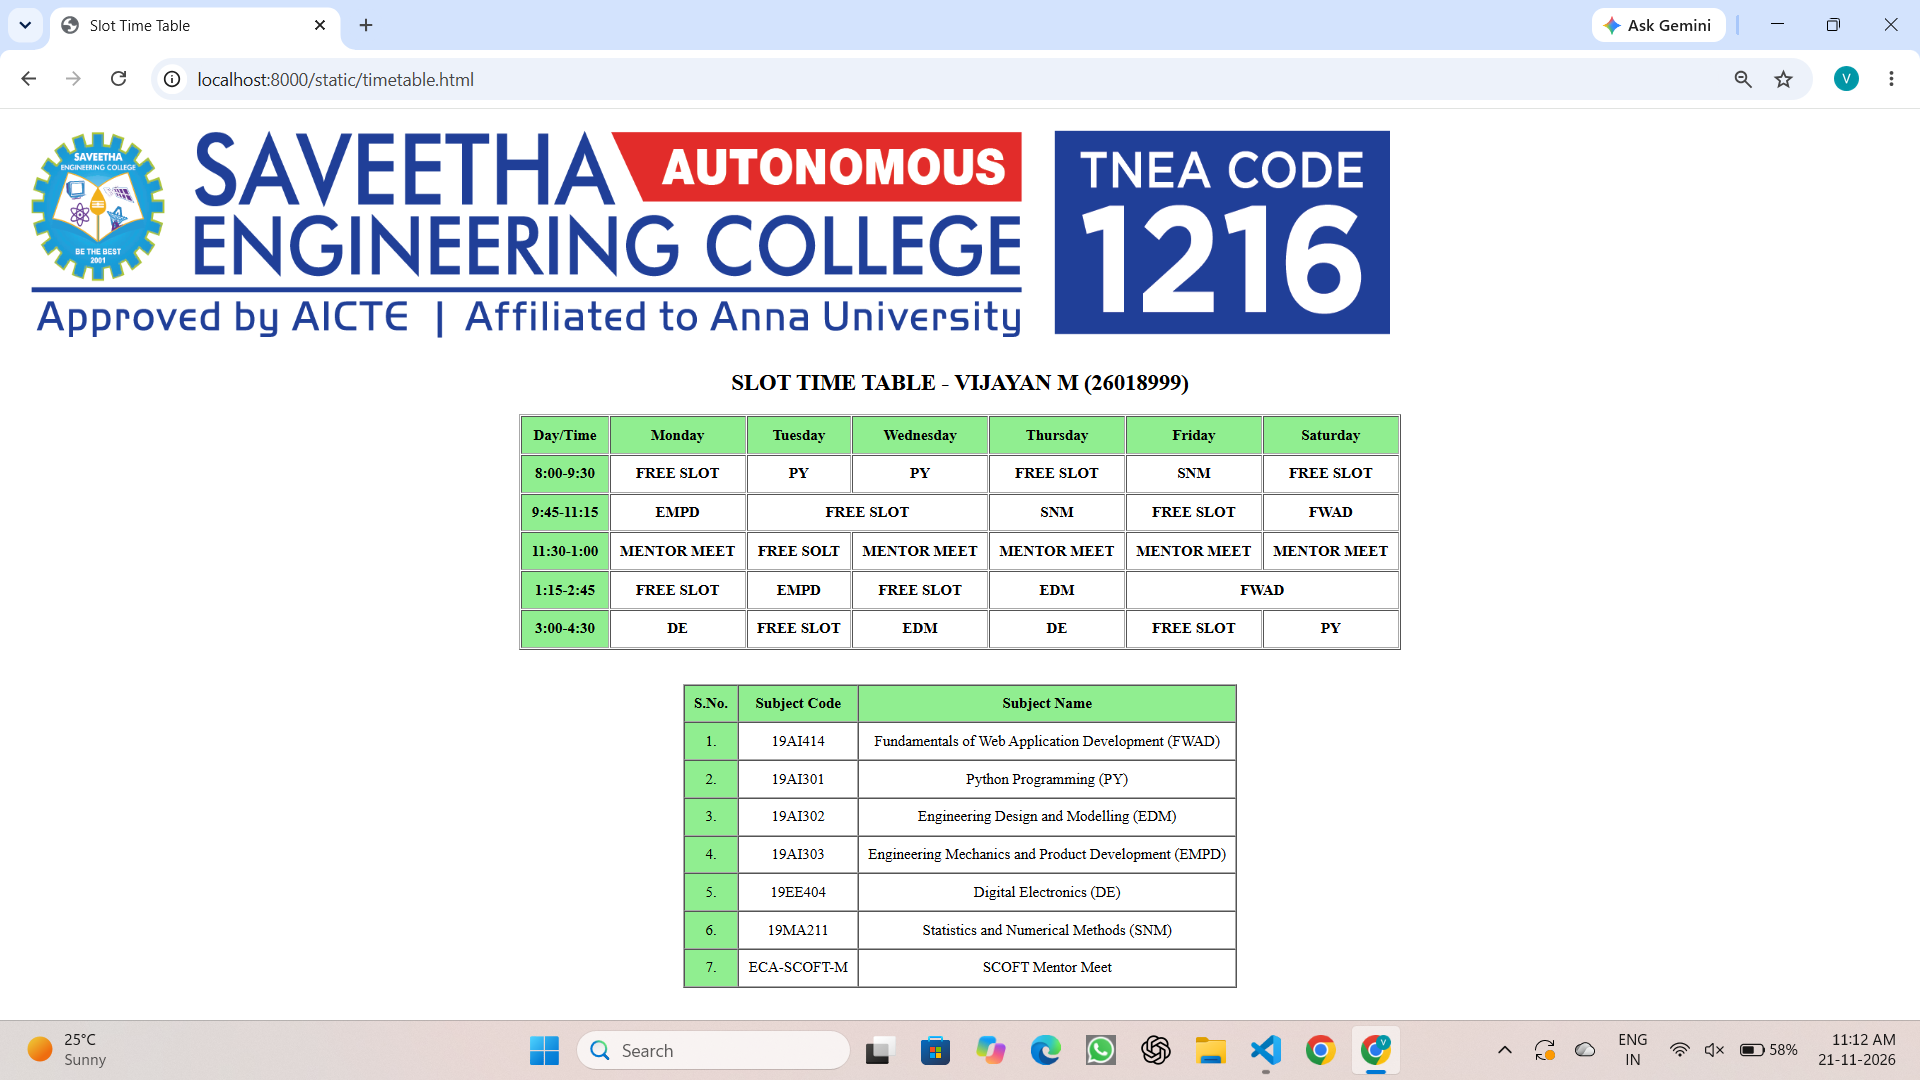 Slot Time Table
Ask Gemini
localhost:8000/static/timetable.html
V
SAVEETHA
ENGINEERING COLLEGE
BE THE BEST
2001
SAVEETHA AUTONOMOUS
ENGINEERING COLLEGE
Approved by AICTE | Affiliated to Anna University
TNEA CODE
1216
SLOT TIME TABLE - VIJAYAN M (26018999)
Day/Time Monday Tuesday Wednesday Thursday Friday Saturday
8:00-9:30 FREE SLOT PY PY FREE SLOT SNM FREE SLOT
9:45-11:15 EMPD FREE SLOT SNM FREE SLOT FWAD
11:30-1:00 MENTOR MEET FREE SOLT MENTOR MEET MENTOR MEET MENTOR MEET MENTOR MEET
1:15-2:45 FREE SLOT EMPD FREE SLOT EDM FWAD
3:00-4:30 DE FREE SLOT EDM DE FREE SLOT PY
S.No. Subject Code Subject Name
1. 19AI414 Fundamentals of Web Application Development (FWAD)
2. 19AI301 Python Programming (PY)
3. 19AI302 Engineering Design and Modelling (EDM)
4. 19AI303 Engineering Mechanics and Product Development (EMPD)
5. 19EE404 Digital Electronics (DE)
6. 19MA211 Statistics and Numerical Methods (SNM)
7. ECA-SCOFT-M SCOFT Mentor Meet
25°C
Sunny
Search
V
ENG
IN
58%
11:12 AM
21-11-2026